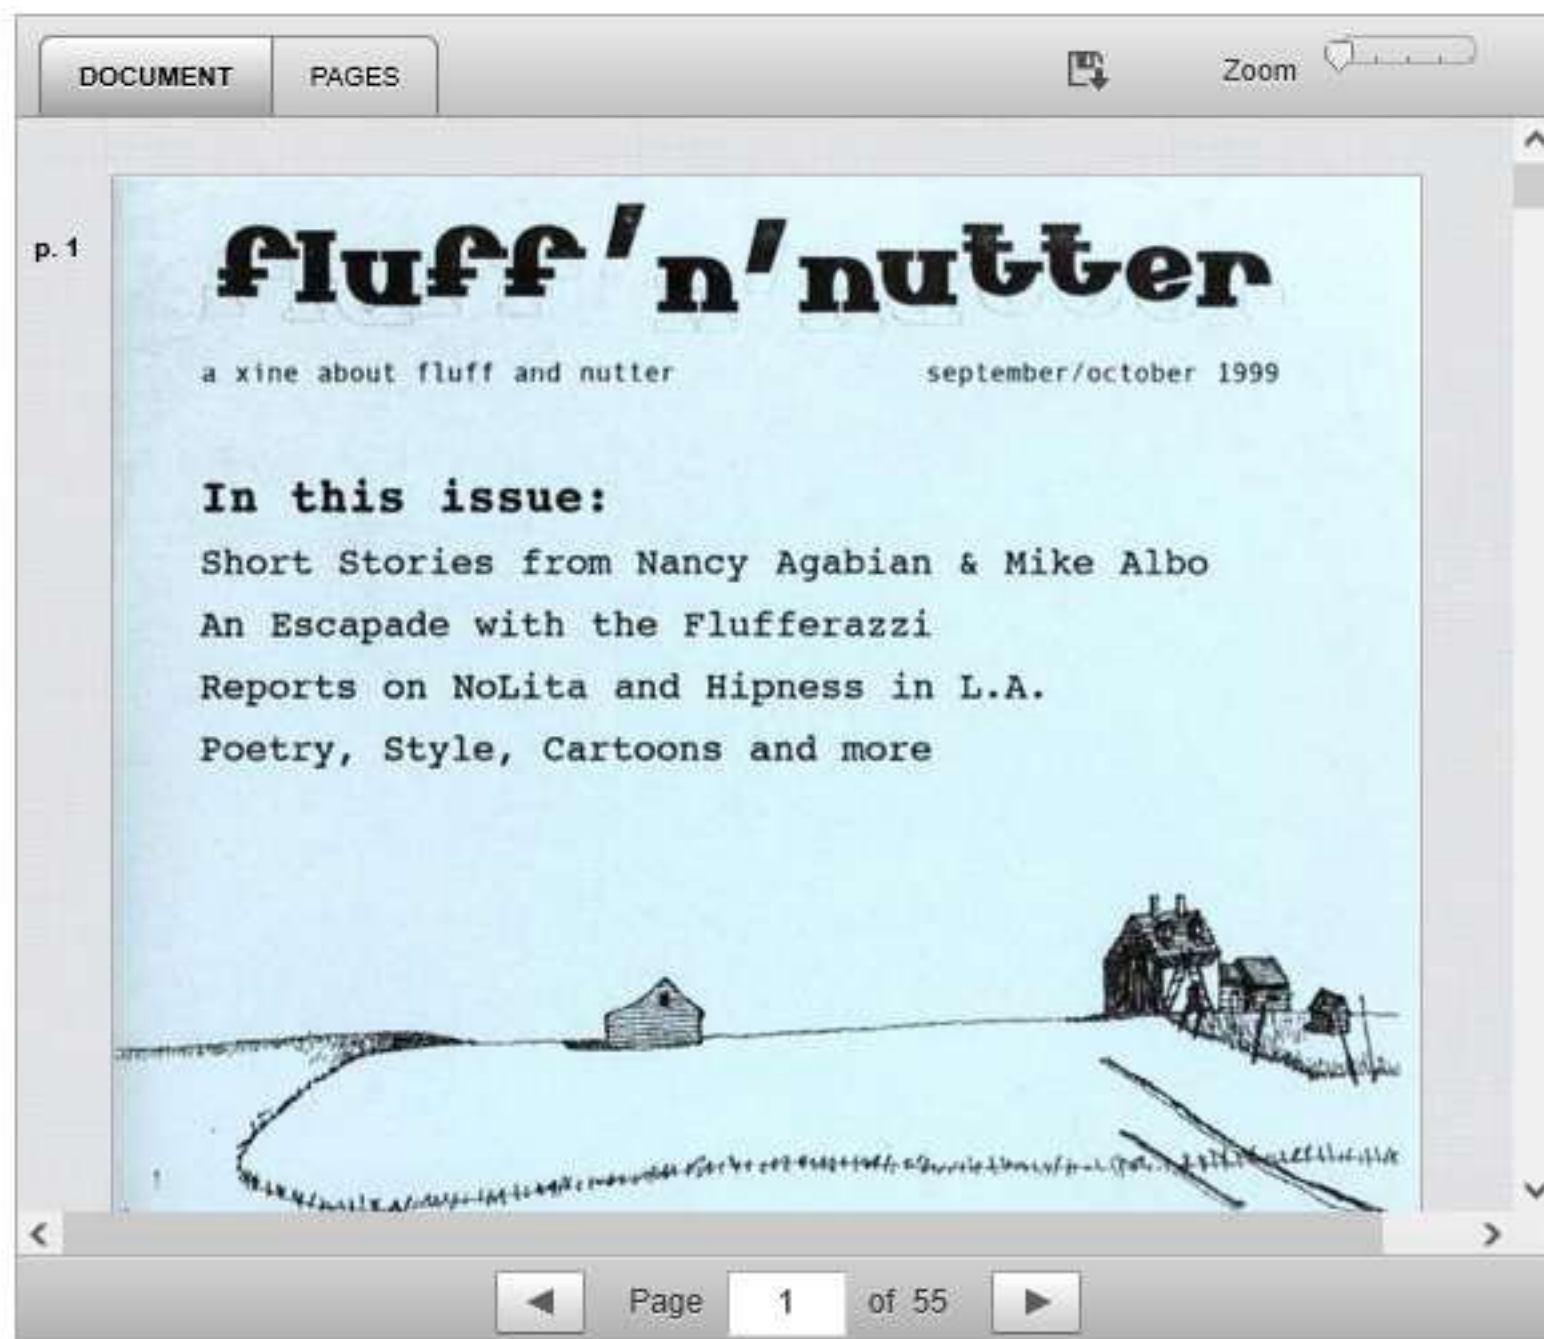 DOCUMENT PAGES Zoom
p. 1
fluff 'n' nutter
a xine about fluff and nutter september/october 1999
In this issue:
Short Stories from Nancy Agabian & Mike Albo
An Escapade with the Flufferazzi
Reports on NoLita and Hipness in L.A.
Poetry, Style, Cartoons and more
1
Page 1 of 55